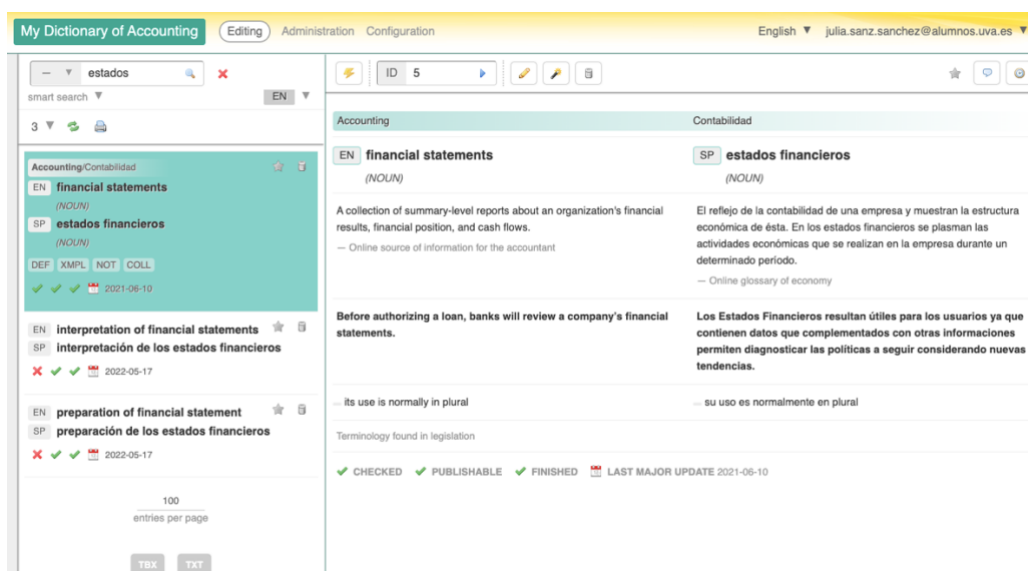 My Dictionary of Accounting Editing Administration Configuration English julia.sanz.sanchez@alumnos.uva.es
estados
smart search EN
3
Accounting/Contabilidad
EN financial statements
(NOUN)
SP estados financieros
(NOUN)
DEF XMPL NOT COLL
2021-06-10
EN interpretation of financial statements
SP interpretación de los estados financieros
2022-05-17
EN preparation of financial statement
SP preparación de los estados financieros
2022-05-17
100
entries per page
TBX TXT
ID 5
Accounting
EN financial statements
(NOUN)
A collection of summary-level reports about an organization's financial
results, financial position, and cash flows.
— Online source of information for the accountant
Before authorizing a loan, banks will review a company's financial
statements.
its use is normally in plural
Contabilidad
SP estados financieros
(NOUN)
El reflejo de la contabilidad de una empresa y muestran la estructura
económica de ésta. En los estados financieros se plasman las
actividades económicas que se realizan en la empresa durante un
determinado período.
— Online glossary of economy
Los Estados Financieros resultan útiles para los usuarios ya que
contienen datos que complementados con otras informaciones
permiten diagnosticar las políticas a seguir considerando nuevas
tendencias.
su uso es normalmente en plural
Terminology found in legislation
CHECKED PUBLISHABLE FINISHED LAST MAJOR UPDATE 2021-06-10